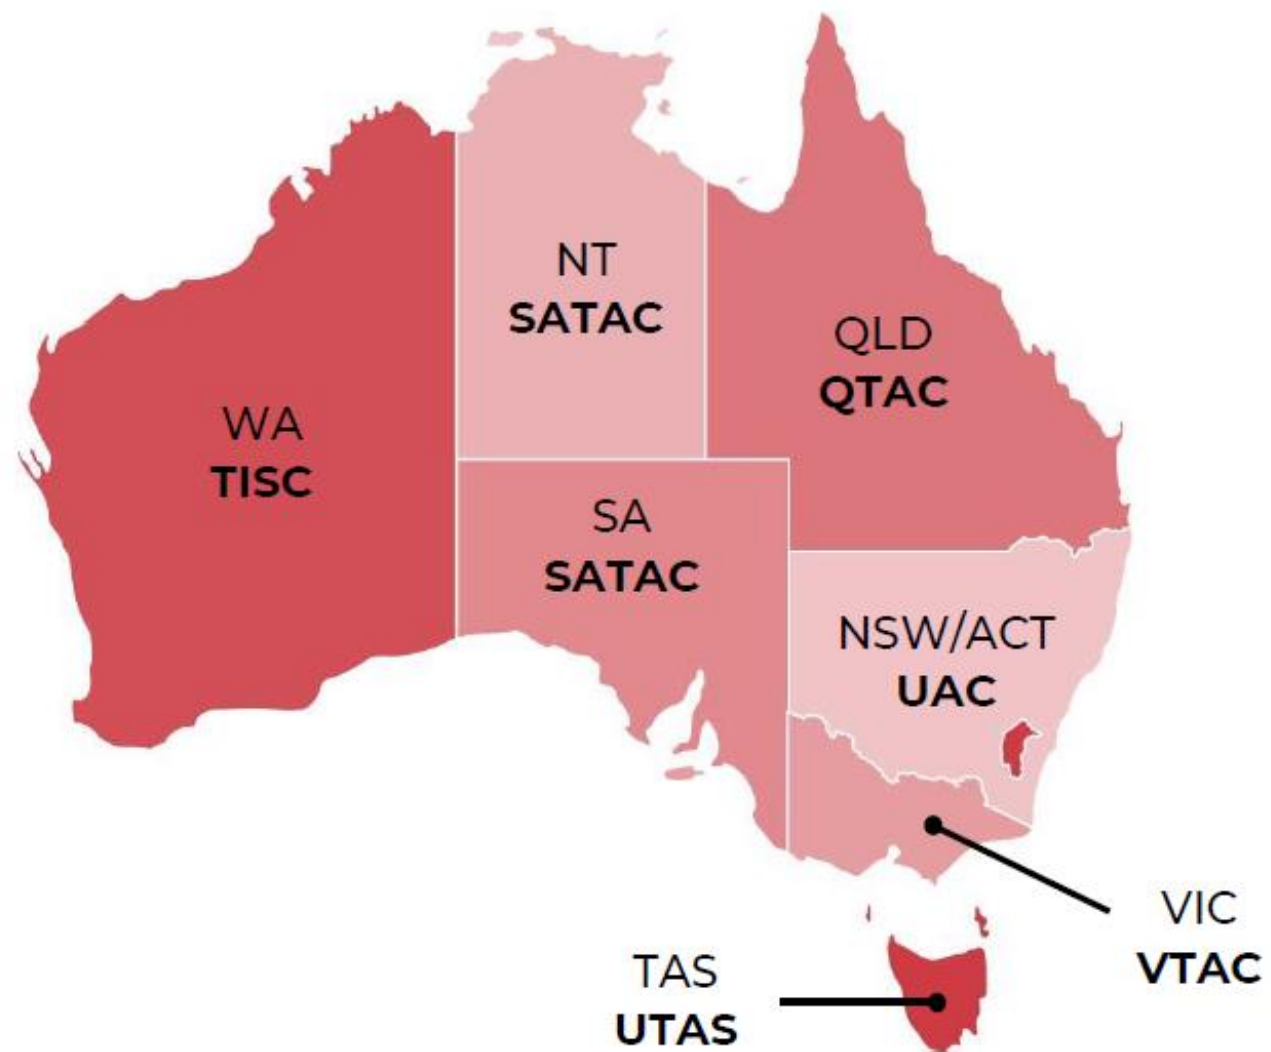 NT
SATAC
QLD
QTAC
WA
TISC
SA
SATAC
NSW/ACT
UAC
VIC
VTAC
TAS
UTAS